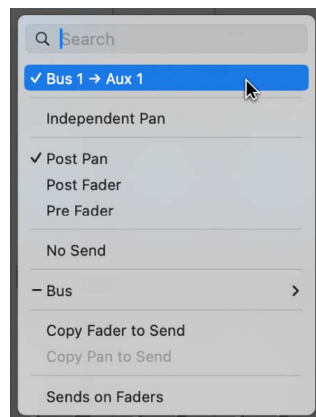 Search
✓ Bus 1 → Aux 1
Independent Pan
✓ Post Pan
Post Fader
Pre Fader
No Send
– Bus >
Copy Fader to Send
Copy Pan to Send
Sends on Faders